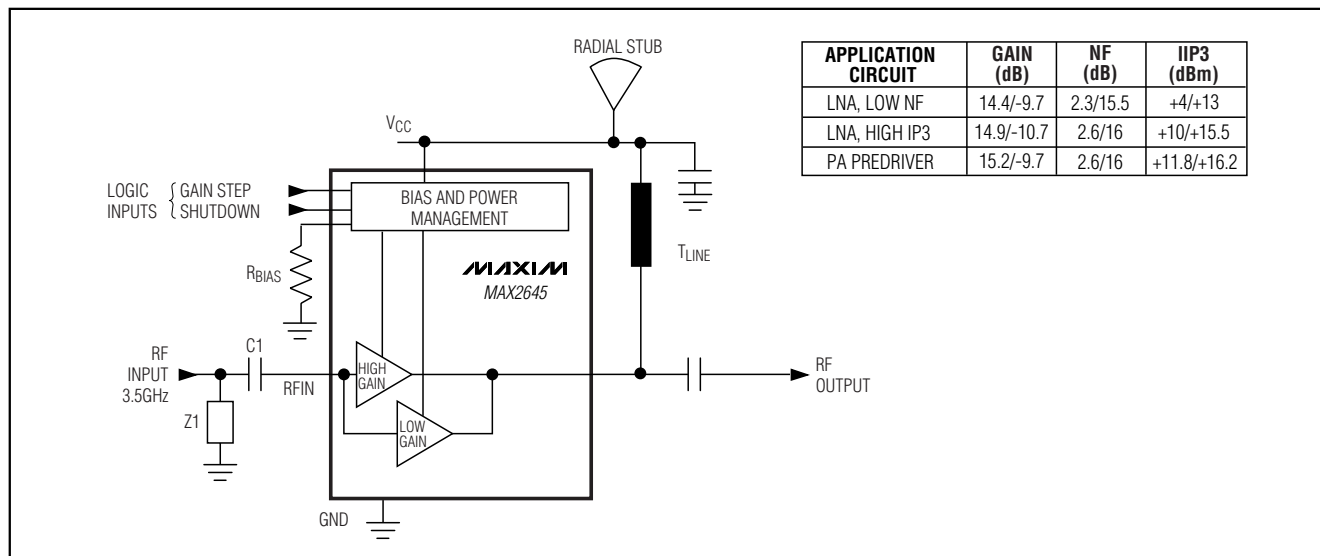 RADIAL STUB
VCC
LOGIC INPUTS
GAIN STEP
SHUTDOWN
BIAS AND POWER
MANAGEMENT
RBIAS
MAXIM
MAX2645
TLINE
RF
INPUT
3.5GHz
C1
RFIN
HIGH
GAIN
LOW
GAIN
Z1
RF
OUTPUT
GND
APPLICATION CIRCUIT GAIN (dB) NF (dB) IIP3 (dBm)
LNA, LOW NF 14.4/-9.7 2.3/15.5 +4/+13
LNA, HIGH IP3 14.9/-10.7 2.6/16 +10/+15.5
PA PREDRIVER 15.2/-9.7 2.6/16 +11.8/+16.2